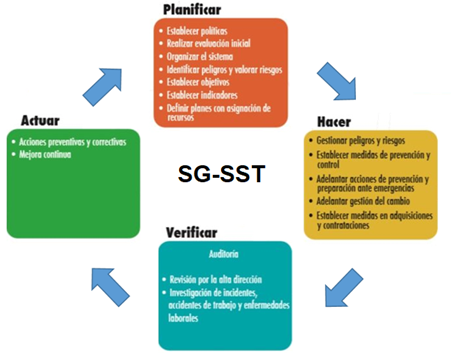 Planificar
• Establecer políticas
• Realizar evaluación inicial
• Organizar el sistema
• Identificar peligros y valorar riesgos
• Establecer objetivos
• Establecer indicadores
• Definir planes con asignación de
recursos
Hacer
• Gestionar peligros y riesgos
• Establecer medidas de prevención y
control
• Adelantar acciones de prevención y
preparación ante emergencias
• Adelantar gestión del cambio
• Establecer medidas en adquisiciones
y contrataciones
Verificar
Auditoría
• Revisión por la alta dirección
• Investigación de incidentes,
accidentes de trabajo y enfermedades
laborales
Actuar
• Acciones preventivas y correctivas
• Mejora continua
SG-SST